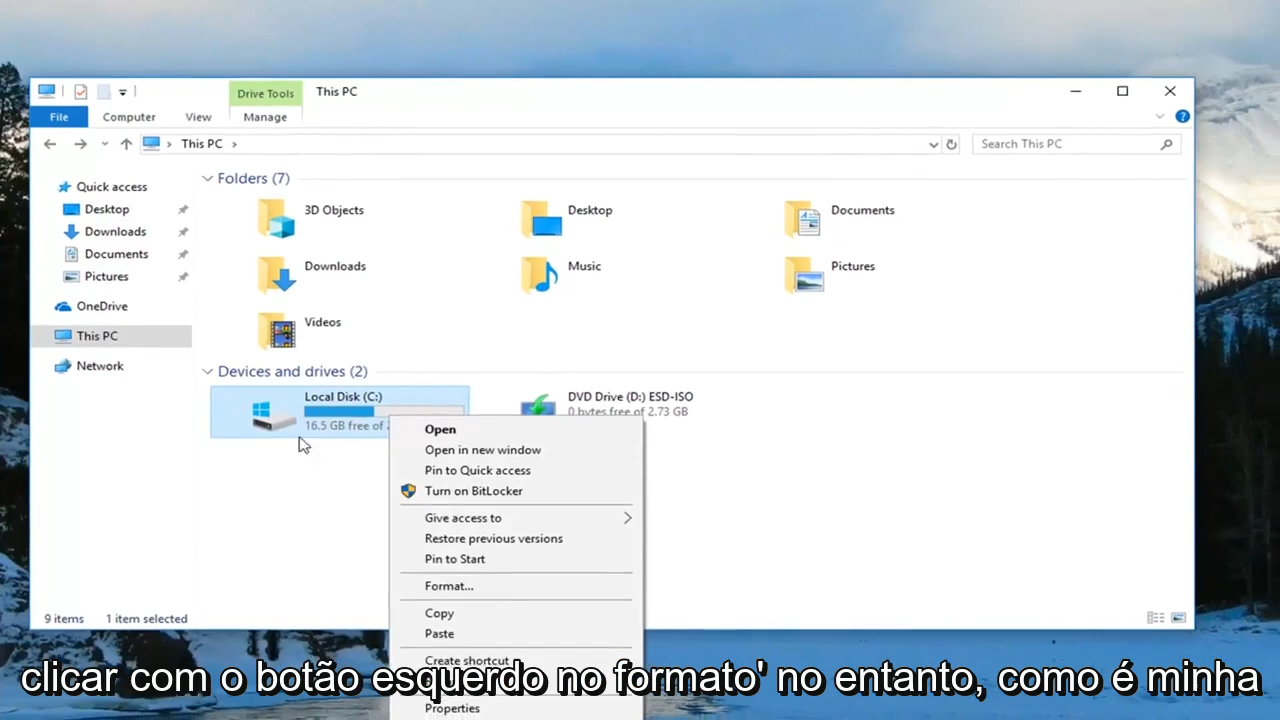 Drive Tools
This PC
File
Computer
View
Manage
This PC
Search This PC
Quick access
Desktop
Downloads
Documents
Pictures
OneDrive
This PC
Network
Folders (7)
3D Objects
Desktop
Documents
Downloads
Music
Pictures
Videos
Devices and drives (2)
Local Disk (C:)
16.5 GB free of
DVD Drive (D:) ESD-ISO
0 bytes free of 2.73 GB
Open
Open in new window
Pin to Quick access
Turn on BitLocker
Give access to
Restore previous versions
Pin to Start
Format...
Copy
Paste
Create shortcut
Properties
9 items
1 item selected
clicar com o botão esquerdo no formato' no entanto, como é minha